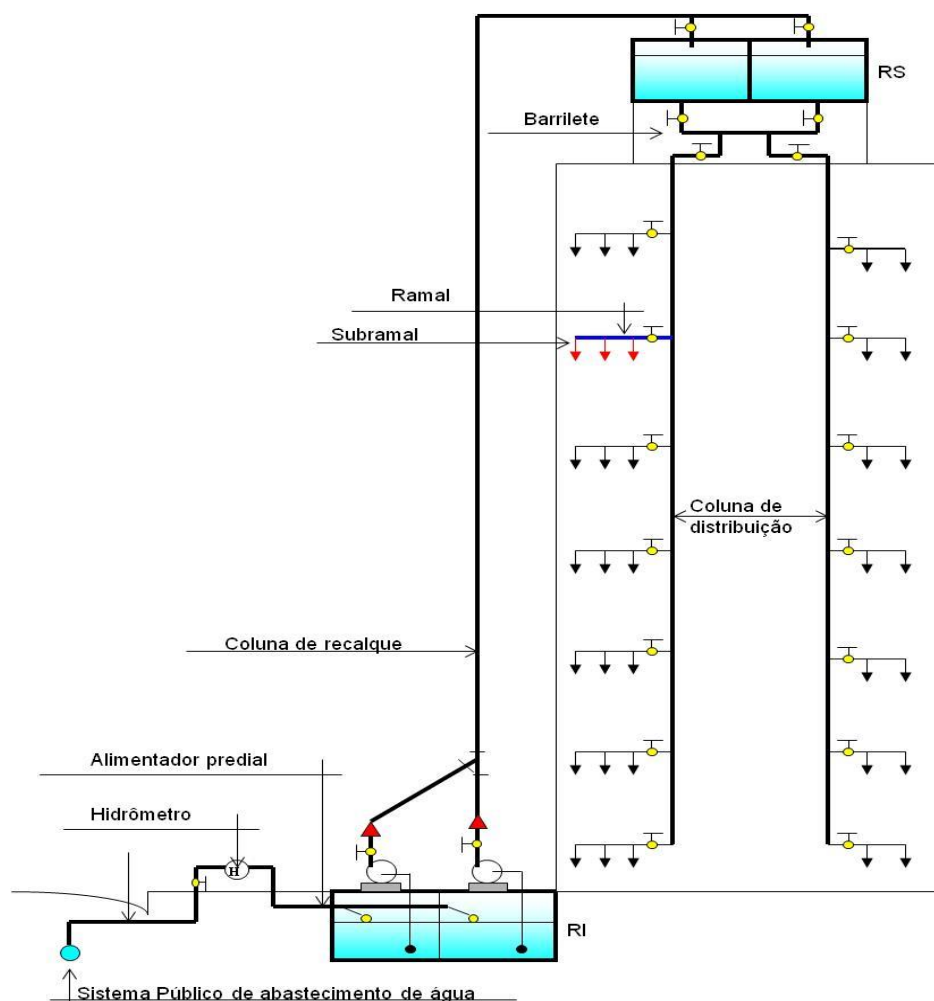 RS
Barrilete
Ramal
Subramal
Coluna de
distribuição
Coluna de recalque
Alimentador predial
Hidrômetro
H
RI
Sistema Público de abastecimento de água